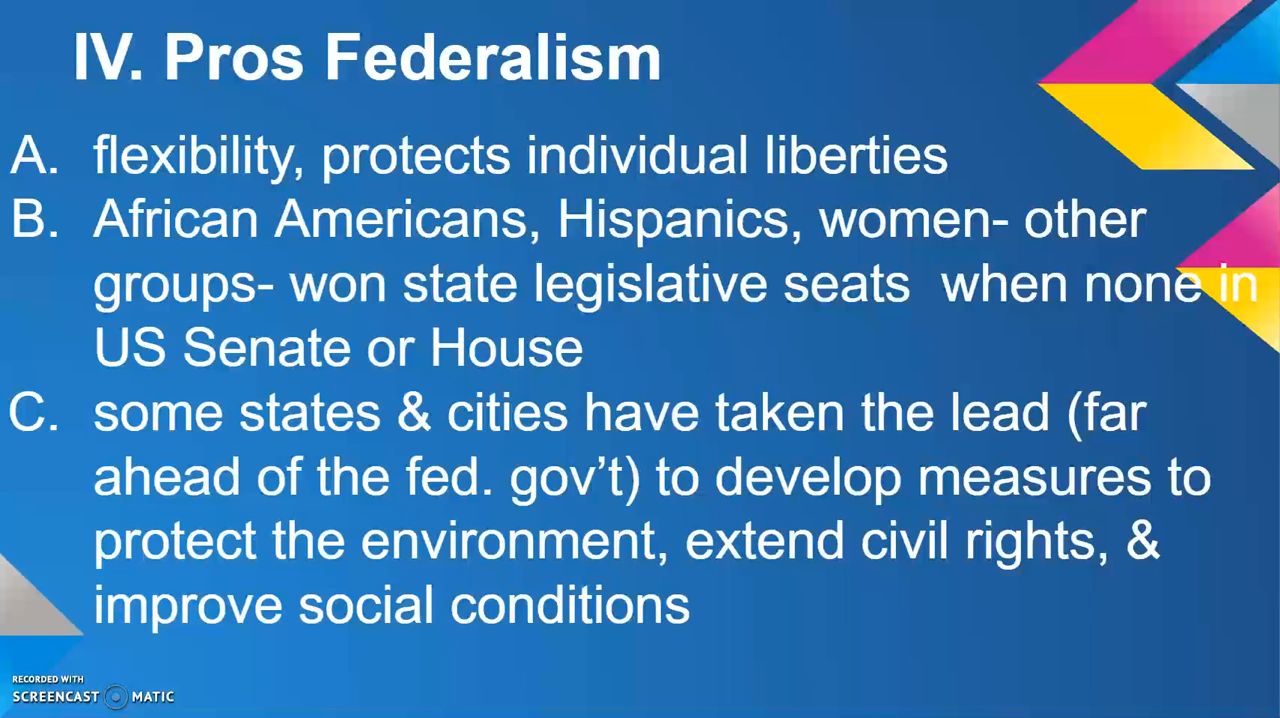 IV. Pros Federalism
A. flexibility, protects individual liberties
B. African Americans, Hispanics, women- other
groups- won state legislative seats  when none in
US Senate or House
C. some states & cities have taken the lead (far
ahead of the fed. gov’t) to develop measures to
protect the environment, extend civil rights, &
improve social conditions
RECORDED WITH
SCREENCAST MATIC